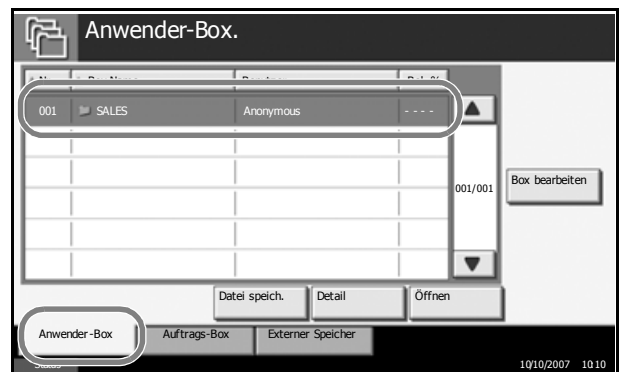 Anwender-Box.
001 SALES Anonymous - - - -
001/001
Box bearbeiten
Datei speich. Detail Öffnen
Anwender-Box Auftrags-Box Externer Speicher
Status 10/10/2007 10:10